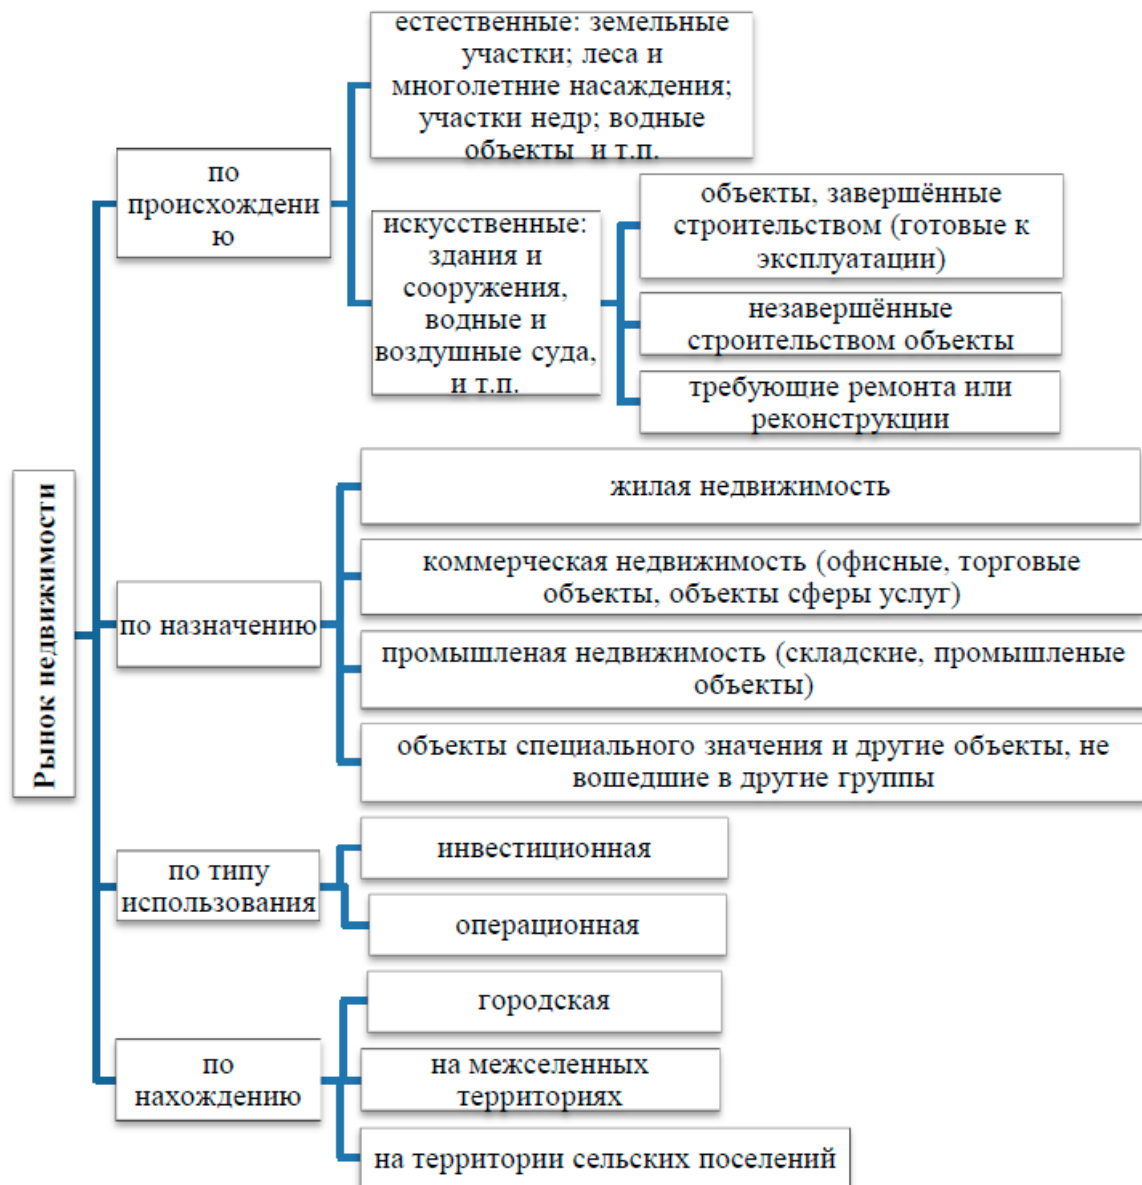 Рынок недвижимости
по
происхождени
ю
естественные: земельные
участки; леса и
многолетние насаждения;
участки недр; водные
объекты и т.п.
искусственные:
здания и
сооружения,
водные и
воздушные суда,
и т.п.
объекты, завершённые
строительством (готовые к
эксплуатации)
незавершённые
строительством объекты
требующие ремонта или
реконструкции
по назначению
жилая недвижимость
коммерческая недвижимость (офисные, торговые
объекты, объекты сферы услуг)
промышленая недвижимость (складские, промышленые
объекты)
объекты специального значения и другие объекты, не
вошедшие в другие группы
по типу
использования
инвестиционная
операционная
по
нахождению
городская
на межселенных
территориях
на территории сельских поселений